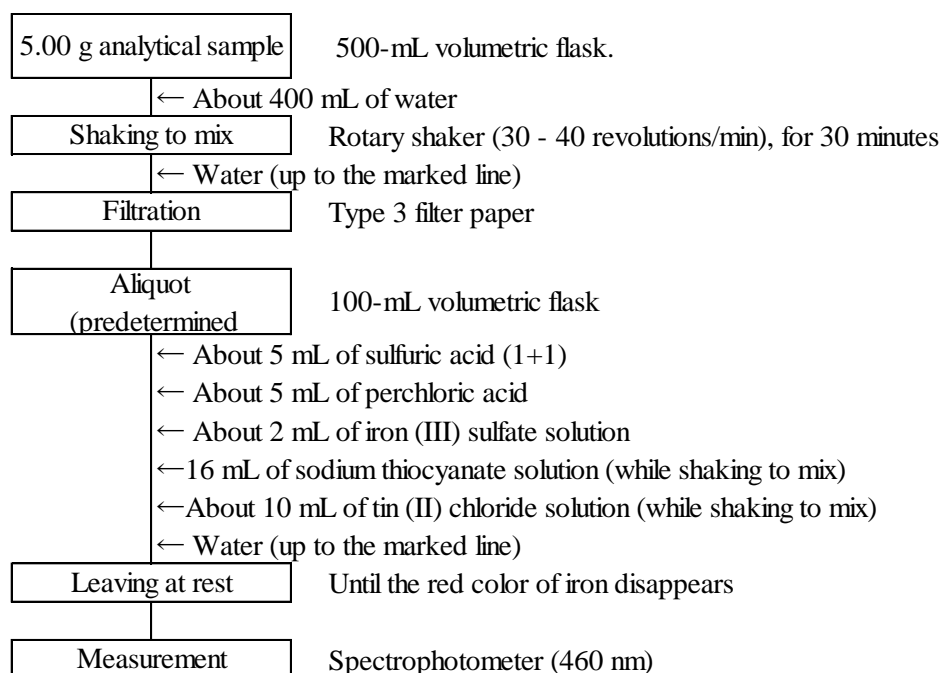 5.00 g analytical sample 500-mL volumetric flask.
← About 400 mL of water
Shaking to mix Rotary shaker (30 - 40 revolutions/min), for 30 minutes
← Water (up to the marked line)
Filtration Type 3 filter paper
Aliquot
(predetermined
100-mL volumetric flask
← About 5 mL of sulfuric acid (1+1)
← About 5 mL of perchloric acid
← About 2 mL of iron (III) sulfate solution
←16 mL of sodium thiocyanate solution (while shaking to mix)
←About 10 mL of tin (II) chloride solution (while shaking to mix)
← Water (up to the marked line)
Leaving at rest Until the red color of iron disappears
Measurement Spectrophotometer (460 nm)